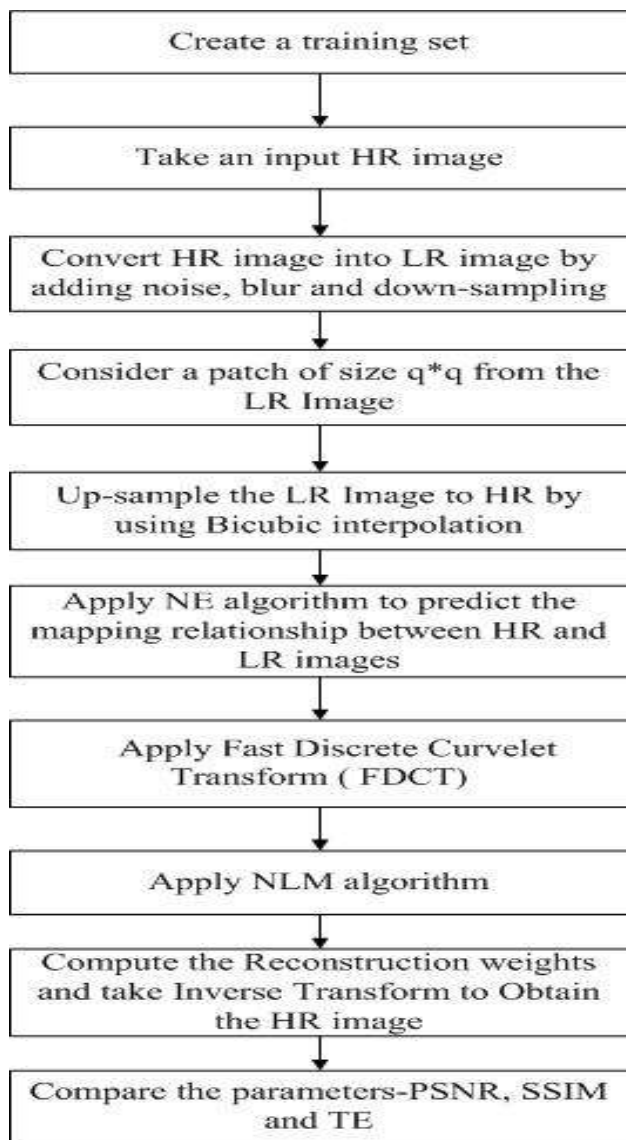 Create a training set
Take an input HR image
Convert HR image into LR image by
adding noise, blur and down-sampling
Consider a patch of size q*q from the
LR Image
Up-sample the LR Image to HR by
using Bicubic interpolation
Apply NE algorithm to predict the
mapping relationship between HR and
LR images
Apply Fast Discrete Curvelet
Transform ( FDCT)
Apply NLM algorithm
Compute the Reconstruction weights
and take Inverse Transform to Obtain
the HR image
Compare the parameters-PSNR, SSIM
and TE